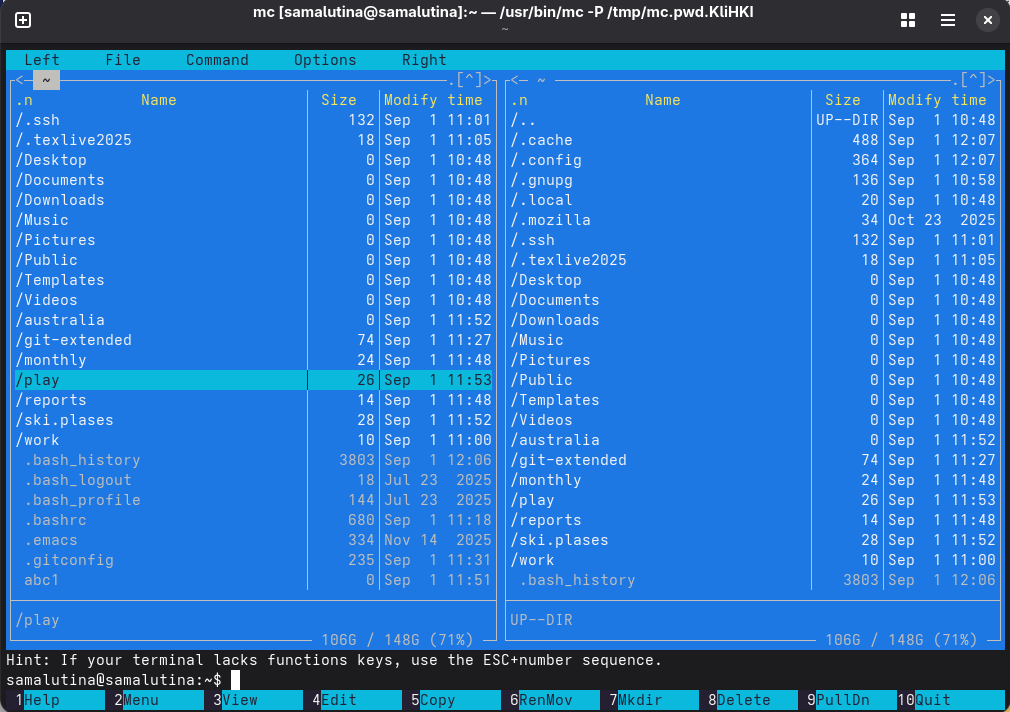 mc [samalutina@samalutina]:~ — /usr/bin/mc -P /tmp/mc.pwd.KliHKI
~
Left File Command Options Right
<— ~ .[^]> <— ~ .[^]>
.n Name Size Modify time .n Name Size Modify time
/.ssh 132 Sep 1 11:01 /.. UP--DIR Sep 1 10:48
/.texlive2025 18 Sep 1 11:05 /.cache 488 Sep 1 12:07
/Desktop 0 Sep 1 10:48 /.config 364 Sep 1 12:07
/Documents 0 Sep 1 10:48 /.gnupg 136 Sep 1 10:58
/Downloads 0 Sep 1 10:48 /.local 20 Sep 1 10:48
/Music 0 Sep 1 10:48 /.mozilla 34 Oct 23 2025
/Pictures 0 Sep 1 10:48 /.ssh 132 Sep 1 11:01
/Public 0 Sep 1 10:48 /.texlive2025 18 Sep 1 11:05
/Templates 0 Sep 1 10:48 /Desktop 0 Sep 1 10:48
/Videos 0 Sep 1 10:48 /Documents 0 Sep 1 10:48
/australia 0 Sep 1 11:52 /Downloads 0 Sep 1 10:48
/git-extended 74 Sep 1 11:27 /Music 0 Sep 1 10:48
/monthly 24 Sep 1 11:48 /Pictures 0 Sep 1 10:48
/play 26 Sep 1 11:53 /Public 0 Sep 1 10:48
/reports 14 Sep 1 11:48 /Templates 0 Sep 1 10:48
/ski.plases 28 Sep 1 11:52 /Videos 0 Sep 1 10:48
/work 10 Sep 1 11:00 /australia 0 Sep 1 11:52
.bash_history 3803 Sep 1 12:06 /git-extended 74 Sep 1 11:27
.bash_logout 18 Jul 23 2025 /monthly 24 Sep 1 11:48
.bash_profile 144 Jul 23 2025 /play 26 Sep 1 11:53
.bashrc 680 Sep 1 11:18 /reports 14 Sep 1 11:48
.emacs 334 Nov 14 2025 /ski.plases 28 Sep 1 11:52
.gitconfig 235 Sep 1 11:31 /work 10 Sep 1 11:00
abc1 0 Sep 1 11:51 .bash_history 3803 Sep 1 12:06
/play UP--DIR
106G / 148G (71%) 106G / 148G (71%)
Hint: If your terminal lacks functions keys, use the ESC+number sequence.
samalutina@samalutina:~$
1Help 2Menu 3View 4Edit 5Copy 6RenMov 7Mkdir 8Delete 9PullDn 10Quit